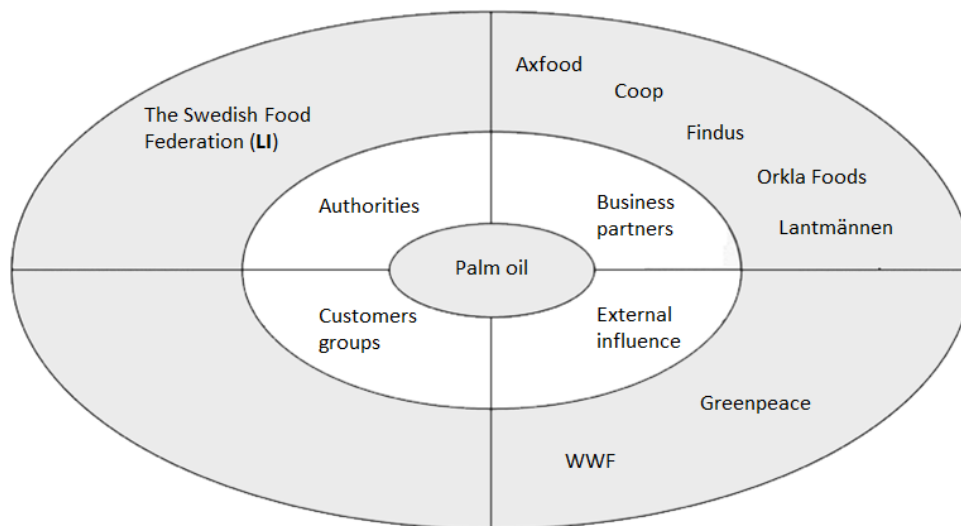 Axfood
Coop
The Swedish Food
Federation (LI)
Findus
Orkla Foods
Lantmännen
Authorities
Business
partners
Palm oil
Customers
groups
External
influence
Greenpeace
WWF